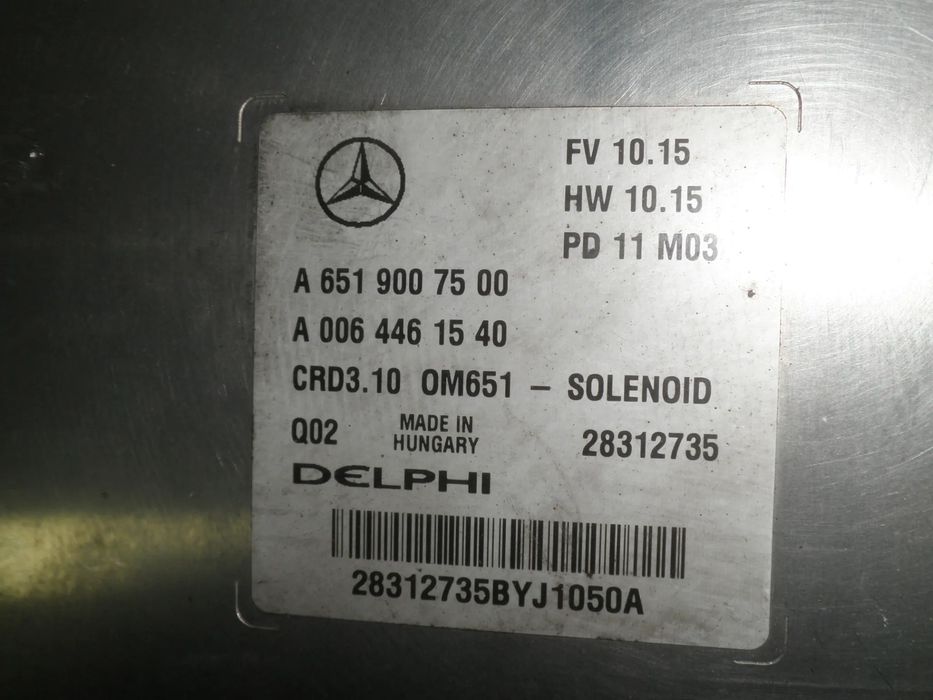 FV 10.15
HW 10.15
PD 11 M03
A 651 900 75 00
A 006 446 15 40
CRD3.10 OM651 – SOLENOID
Q02 MADE IN HUNGARY 28312735
DELPHI
28312735BYJ1050A